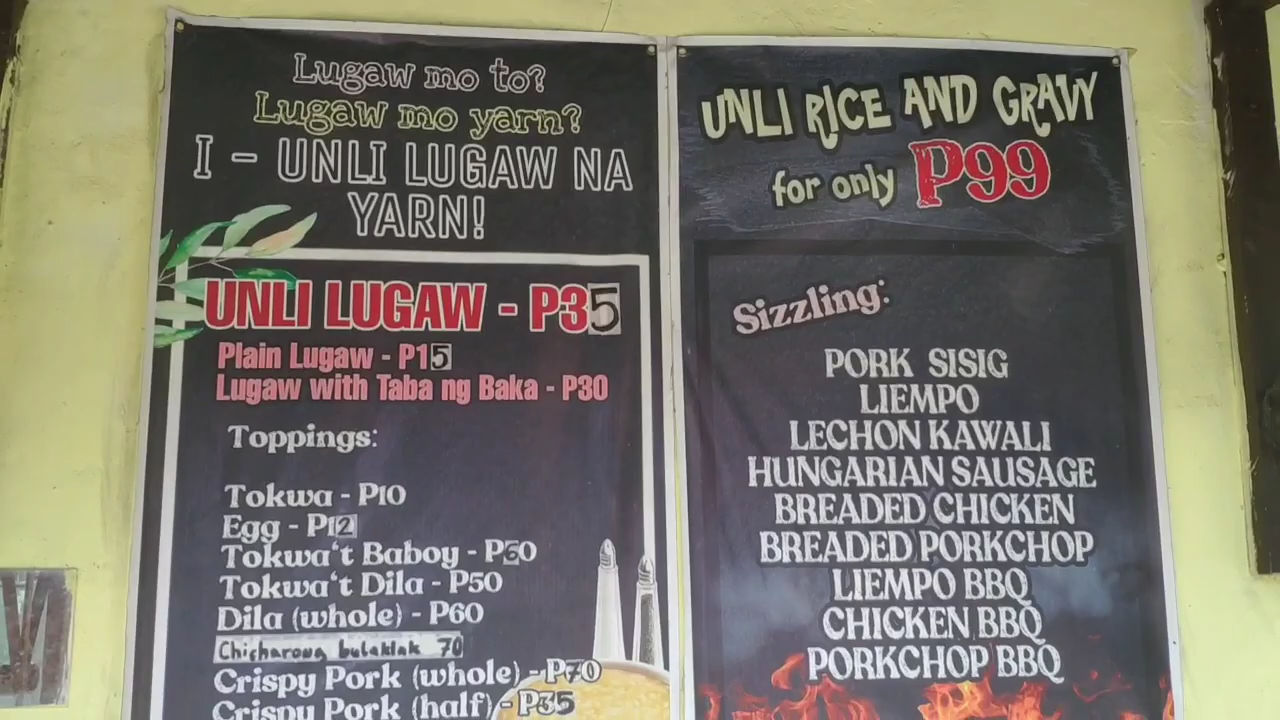 Lugaw mo to?
Lugaw mo yarn?
I - UNLI LUGAW NA
YARN!
UNLI LUGAW - P35
Plain Lugaw - P15
Lugaw with Taba ng Baka - P30
Toppings:
Tokwa - P10
Egg - P12
Tokwa't Baboy - P60
Tokwa't Dila - P50
Dila (whole) - P60
Chicharong bulaklak 70
Crispy Pork (whole) - P70
Crispy Pork (half) - P35
UNLI RICE AND GRAVY
for only P99
Sizzling:
PORK SISIG
LIEMPO
LECHON KAWALI
HUNGARIAN SAUSAGE
BREADED CHICKEN
BREADED PORKCHOP
LIEMPO BBQ
CHICKEN BBQ
PORKCHOP BBQ